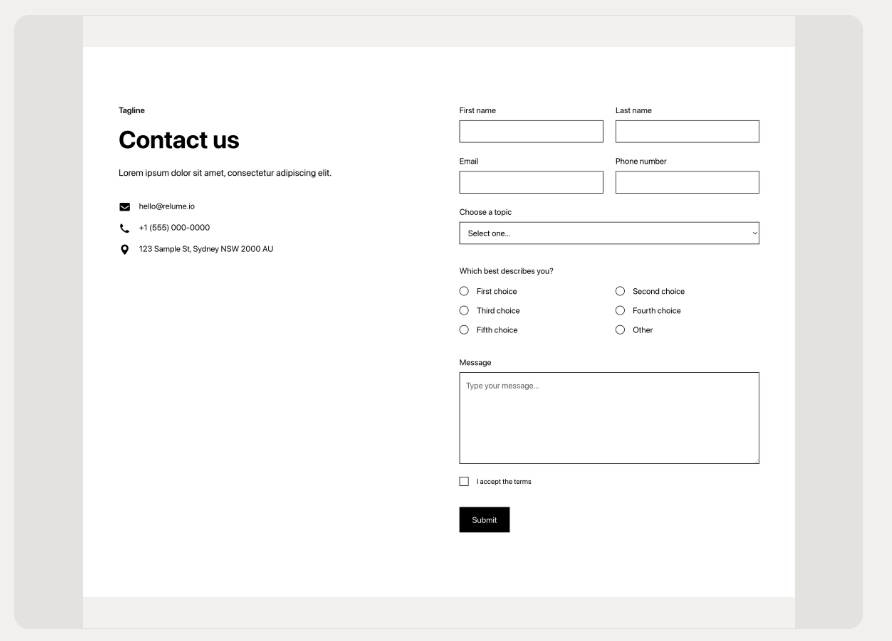 Tagline
Contact us
Lorem ipsum dolor sit amet, consectetur adipiscing elit.
hello@relume.io
+1 (555) 000-0000
123 Sample St, Sydney NSW 2000 AU
First name
Last name
Email
Phone number
Choose a topic
Select one...
Which best describes you?
First choice
Second choice
Third choice
Fourth choice
Fifth choice
Other
Message
Type your message...
I accept the terms
Submit